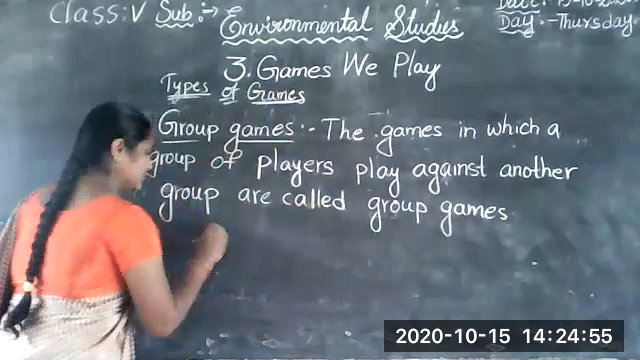 Class:V Sub:→ Environmental Studies
Day:-Thursday
3. Games We Play
Types of Games
Group games:- The games in which a
group of players play against another
group are called group games
2020-10-15 14:24:55